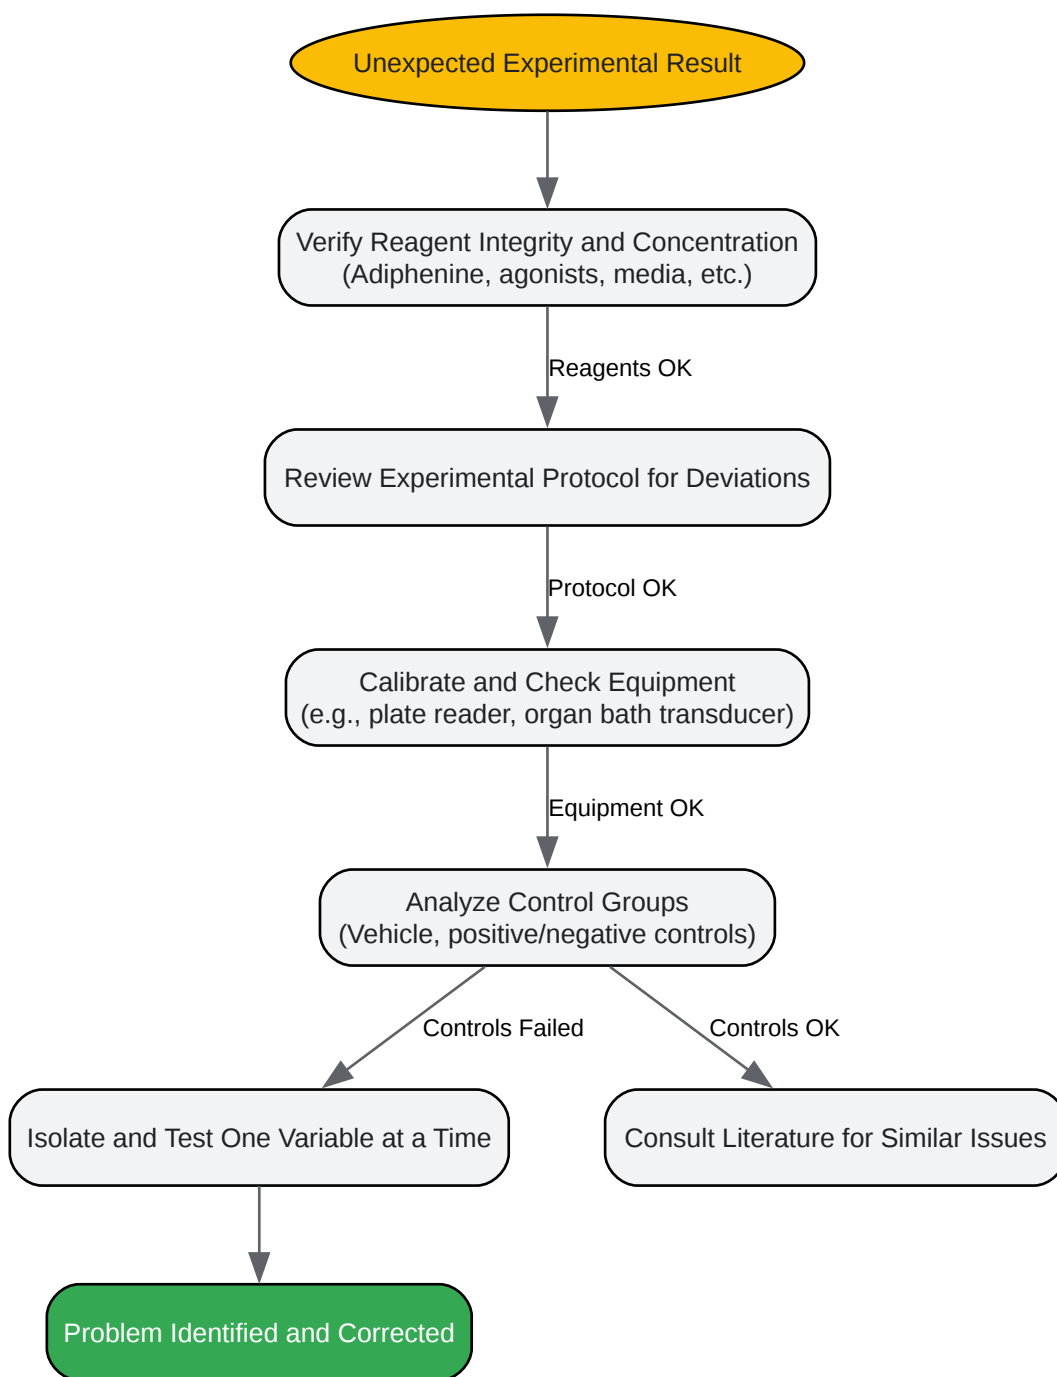 Unexpected Experimental Result
Verify Reagent Integrity and Concentration
(Adiphenine, agonists, media, etc.)
Reagents OK
Review Experimental Protocol for Deviations
Protocol OK
Calibrate and Check Equipment
(e.g., plate reader, organ bath transducer)
Equipment OK
Analyze Control Groups
(Vehicle, positive/negative controls)
Controls Failed
Controls OK
Isolate and Test One Variable at a Time
Consult Literature for Similar Issues
Problem Identified and Corrected